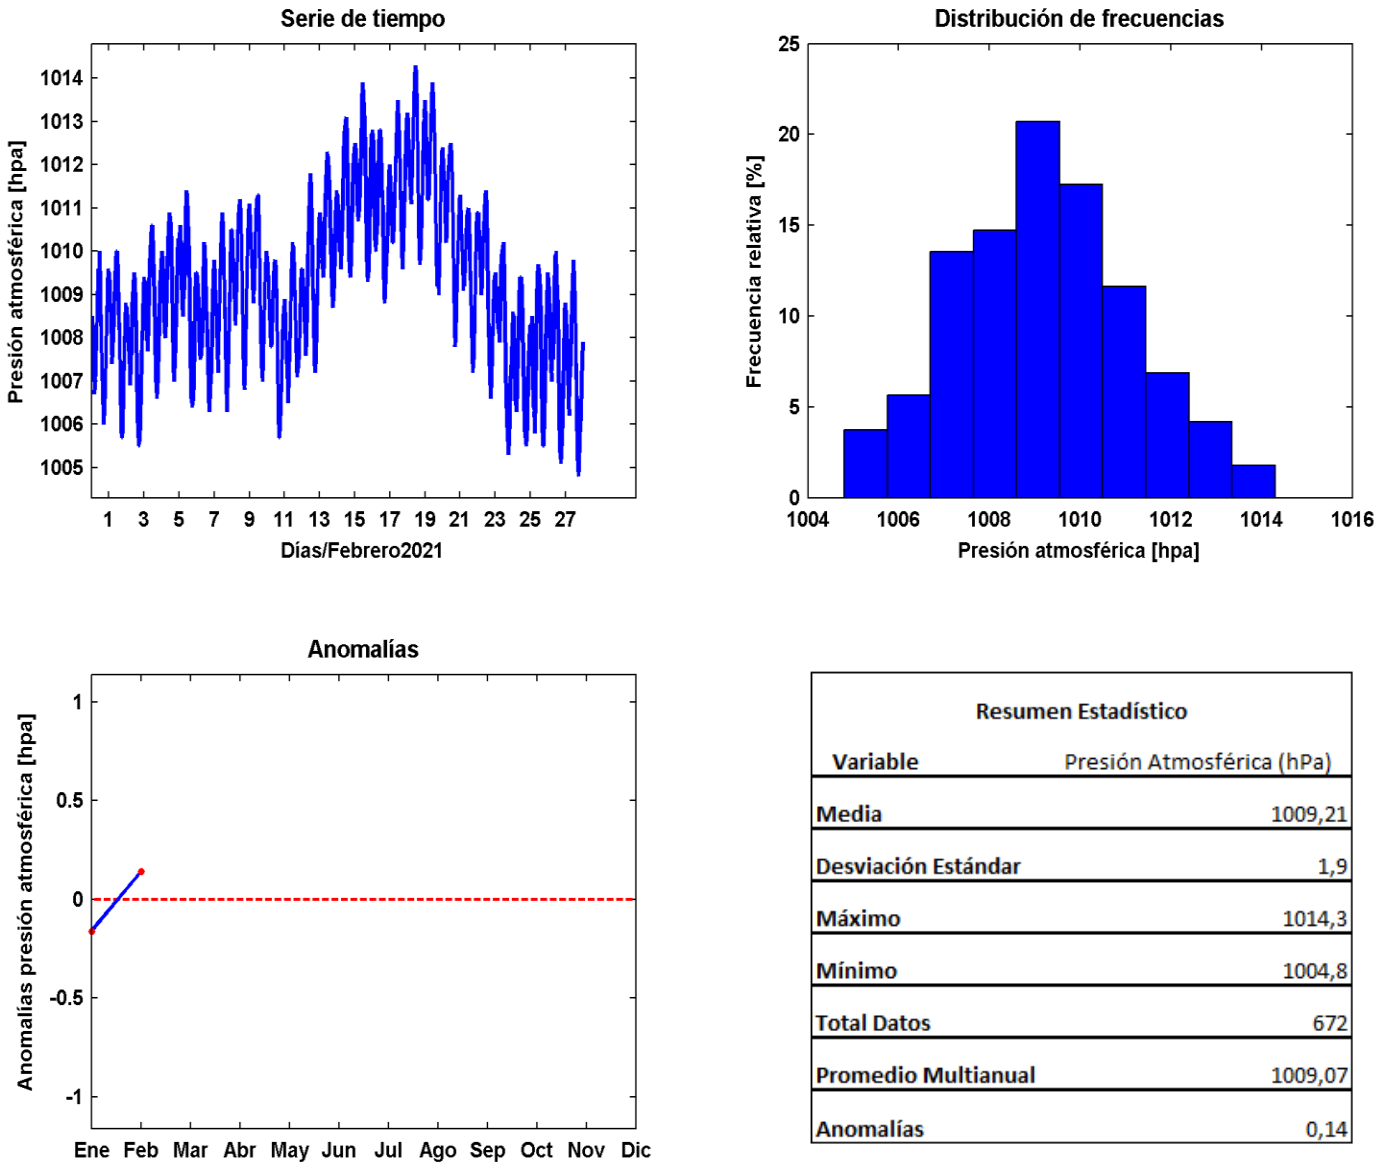 Serie de tiempo
Presión atmosférica [hpa]
1014
1013
1012
1011
1010
1009
1008
1007
1006
1005
1 3 5 7 9 11 13 15 17 19 21 23 25 27
Días/Febrero2021
Distribución de frecuencias
Frecuencia relativa [%]
25
20
15
10
5
0
1004 1006 1008 1010 1012 1014 1016
Presión atmosférica [hpa]
Anomalías
Anomalías presión atmosférica [hpa]
1
0.5
0
-0.5
-1
Ene Feb Mar Abr May Jun Jul Ago Sep Oct Nov Dic
Resumen Estadístico
Variable Presión Atmosférica (hPa)
Media 1009,21
Desviación Estándar 1,9
Máximo 1014,3
Mínimo 1004,8
Total Datos 672
Promedio Multianual 1009,07
Anomalías 0,14